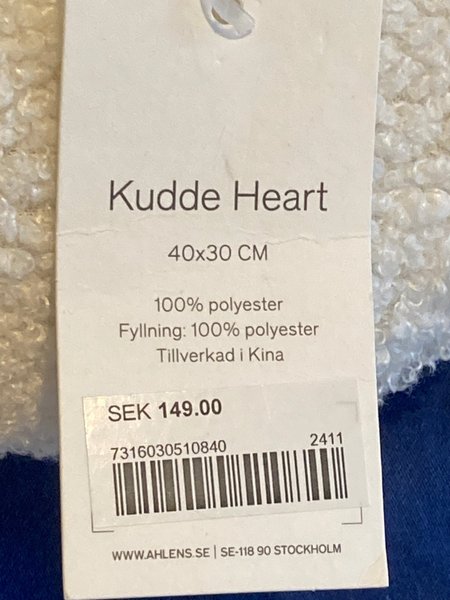 Kudde Heart
40x30 CM
100% polyester
Fyllning: 100% polyester
Tillverkad i Kina
SEK 149.00
7316030510840 2411
WWW.AHLENS.SE | SE-118 90 STOCKHOLM